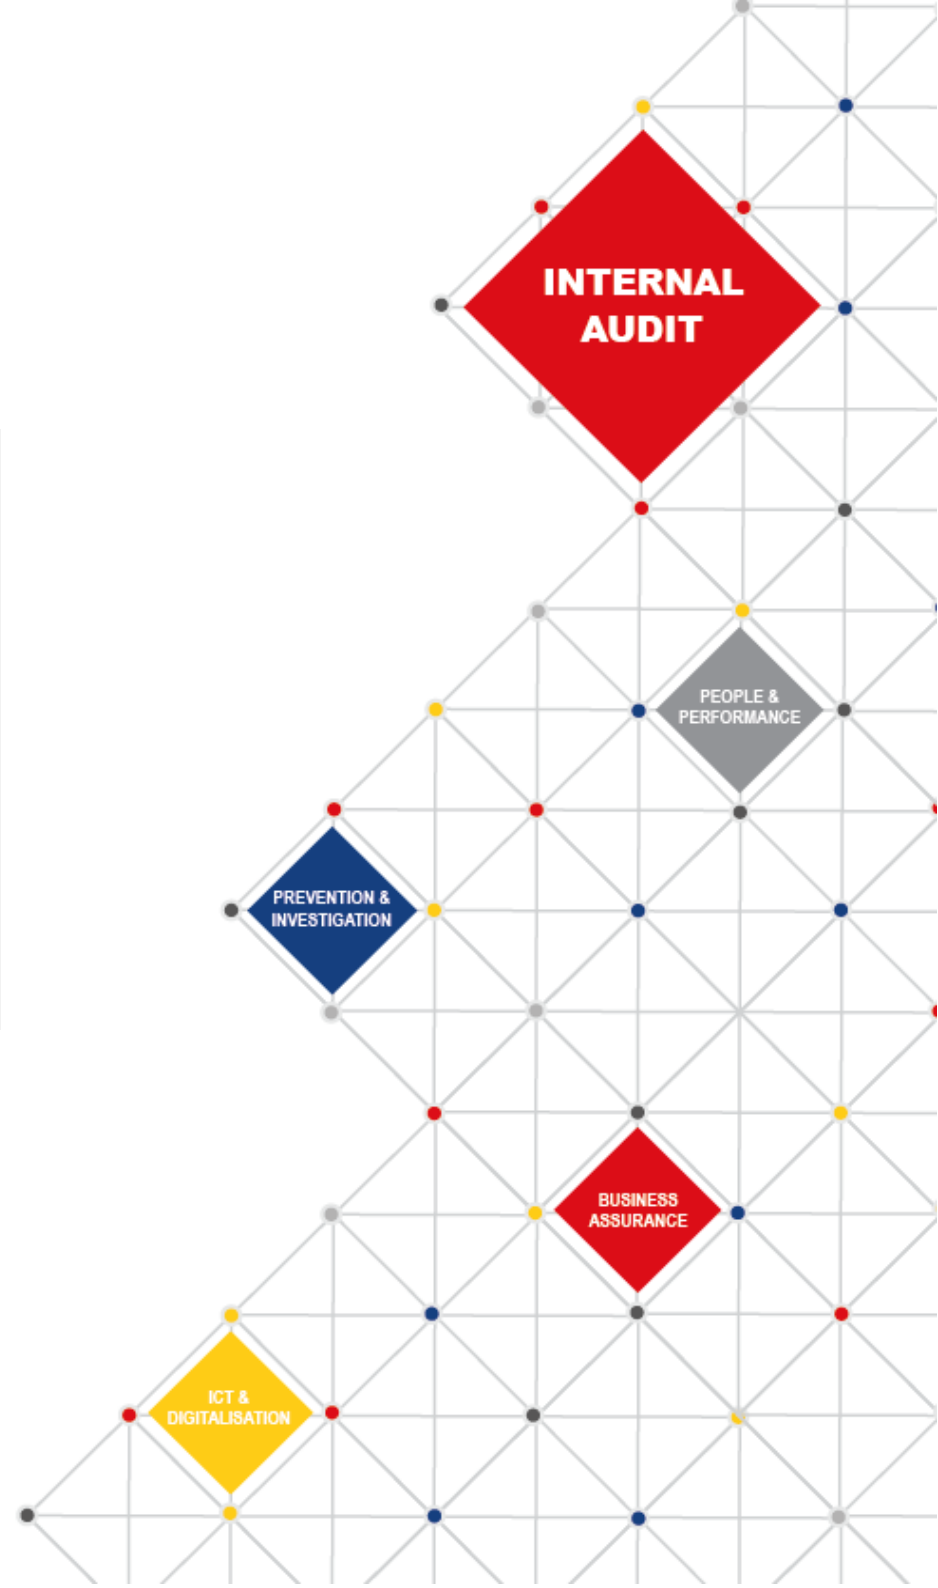 INTERNAL
AUDIT
PEOPLE &
PERFORMANCE
PREVENTION &
INVESTIGATION
BUSINESS
ASSURANCE
ICT &
DIGITALISATION